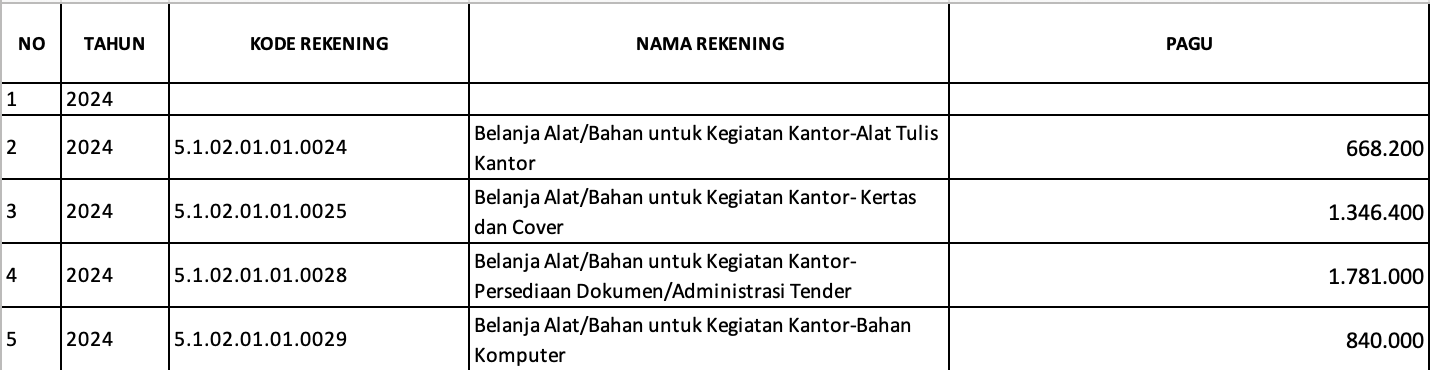 NO TAHUN KODE REKENING NAMA REKENING PAGU
1 2024
2 2024 5.1.02.01.01.0024 Belanja Alat/Bahan untuk Kegiatan Kantor-Alat Tulis
Kantor 668.200
3 2024 5.1.02.01.01.0025 Belanja Alat/Bahan untuk Kegiatan Kantor- Kertas
dan Cover 1.346.400
4 2024 5.1.02.01.01.0028 Belanja Alat/Bahan untuk Kegiatan Kantor-
Persediaan Dokumen/Administrasi Tender 1.781.000
5 2024 5.1.02.01.01.0029 Belanja Alat/Bahan untuk Kegiatan Kantor-Bahan
Komputer 840.000